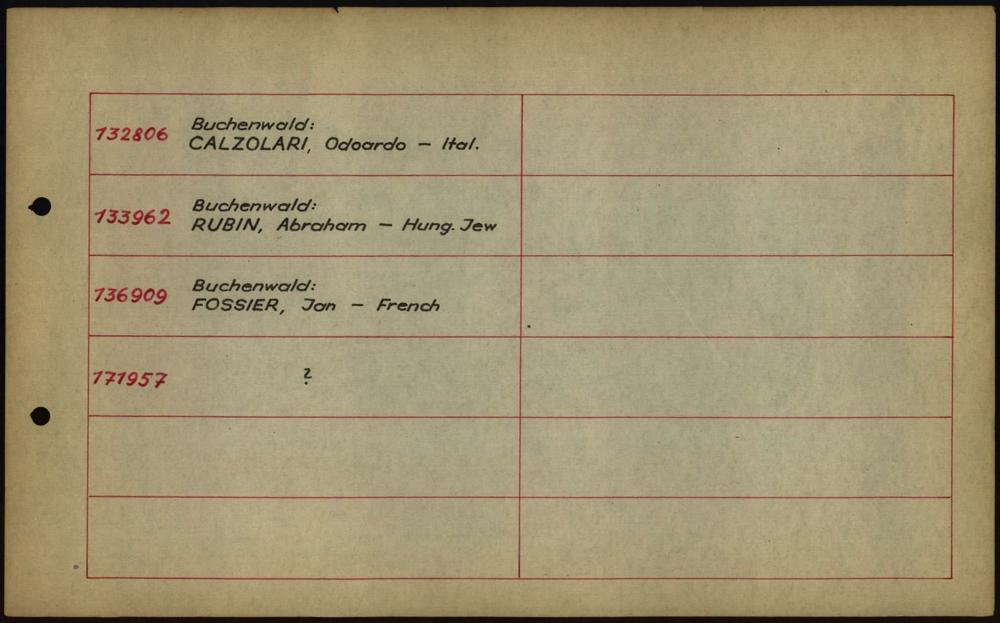 132806
Buchenwald:
CALZOLARI, Odoardo – Ital.
133962
Buchenwald:
RUBIN, Abraham – Hung. Jew
136909
Buchenwald:
FOSSIER, Jan – French
171957 ?